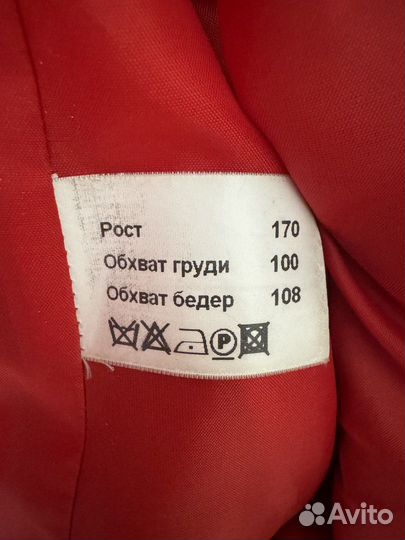 Рост 170
Обхват груди 100
Обхват бедер 108
P
Avito